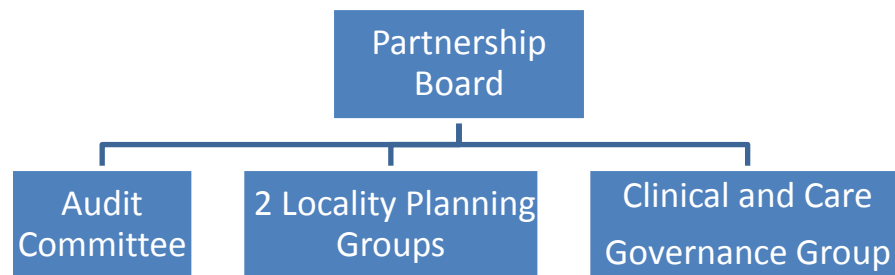 Partnership
Board
Audit
Committee
2 Locality Planning
Groups
Clinical and Care
Governance Group